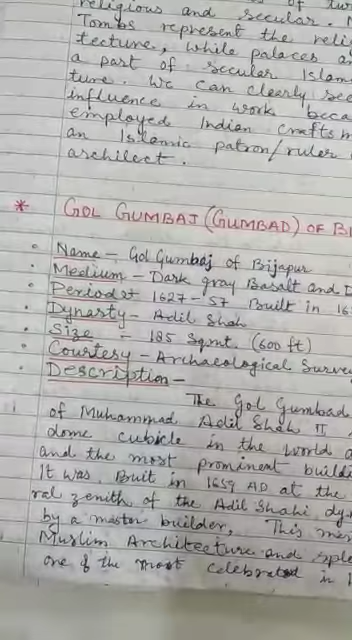 religious and secular.
Tombs represent the reli
tecture, while palaces a
a part of secular Islam
ture. We can clearly see
influence in work beca
employed Indian craftsm
an Islamic patron/ruler
architect.
* GOL GUMBAJ (GUMBAD) OF BI
• Name - Gol Gumbaj of Bijapur
• Medium - Dark gray Basalt and D
• Period at 1627-57 Built in 16
• Dynasty - Adil Shah
• Size - 185 Sqmt. (600 ft)
• Courtesy - Archaeological Surve
• Description -
The Gol Gumbad
of Muhammad Adil Shah II
dome cubicle in the world a
and the most prominent buildi
It was Buit in 1659 AD at the
ral zenith of the Adil Shahi dy
by a master builder, This
Muslim Architecture and sple
one of the most celebrated in